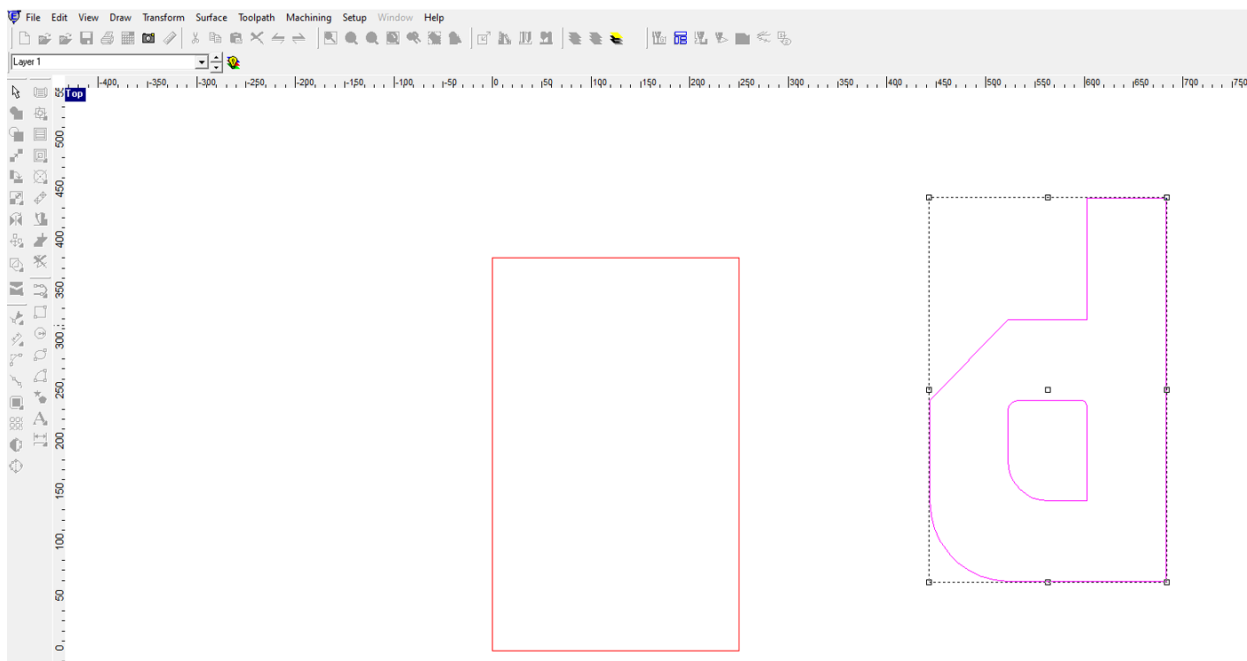 File Edit View Draw Transform Surface Toolpath Machining Setup Window Help
Layer 1
-400 -350 -300 -250 -200 -150 -100 -50 0 50 100 150 200 250 300 350 400 450 500 550 600 650 700 750
Top
500
450
400
350
300
250
200
150
100
50
0